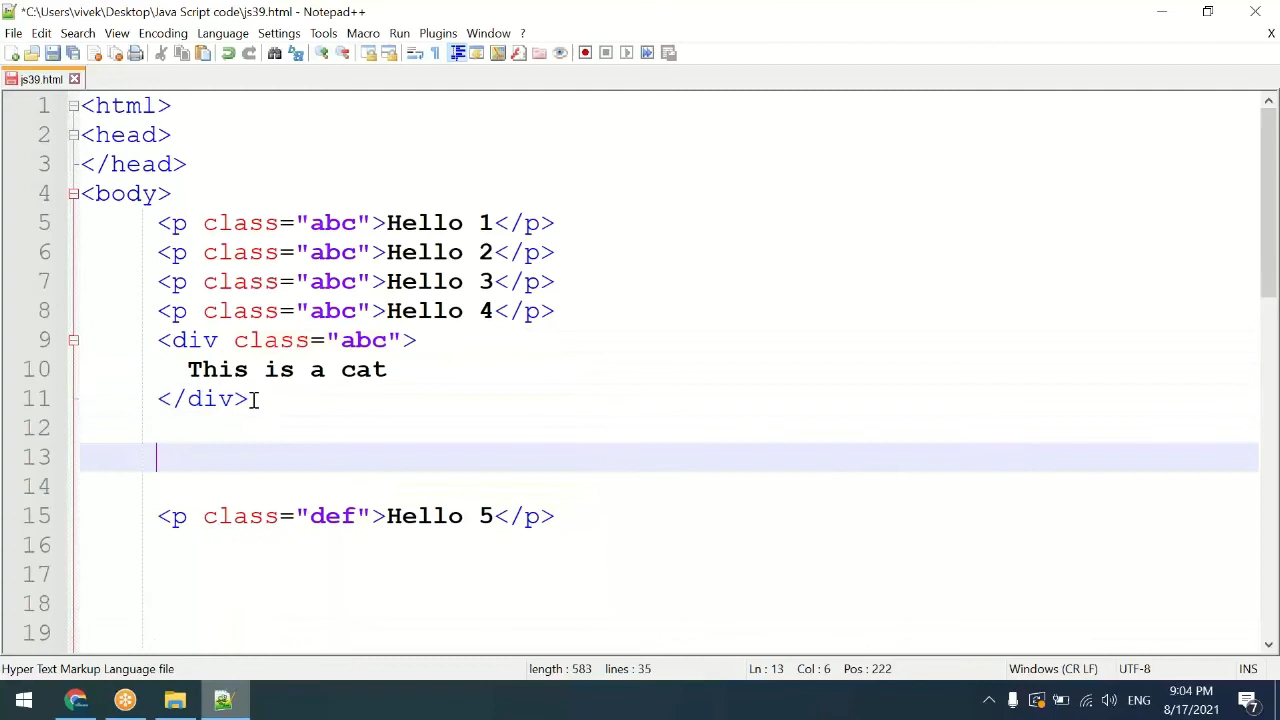 *C:\Users\vivek\Desktop\Java Script code\js39.html - Notepad++
File Edit Search View Encoding Language Settings Tools Macro Run Plugins Window ? X
js39.html
1 <html>
2 <head>
3 </head>
4 <body>
5 <p class="abc">Hello 1</p>
6 <p class="abc">Hello 2</p>
7 <p class="abc">Hello 3</p>
8 <p class="abc">Hello 4</p>
9 <div class="abc">
10 This is a cat
11 </div>
12
13
14
15 <p class="def">Hello 5</p>
16
17
18
19
Hyper Text Markup Language file length : 583 lines : 35 Ln : 13 Col : 6 Pos : 222 Windows (CR LF) UTF-8 INS
ENG 9:04 PM
8/17/2021 7